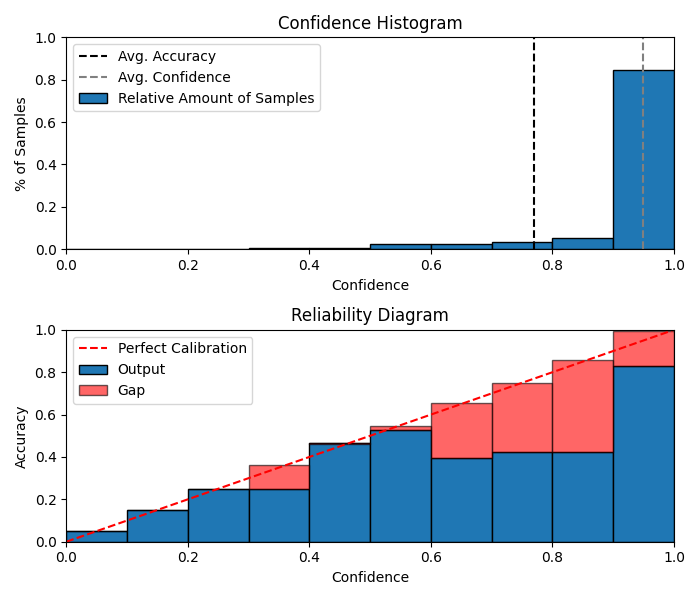 Confidence Histogram
1.0
0.8
0.6
0.4
0.2
0.0
% of Samples
Avg. Accuracy
Avg. Confidence
Relative Amount of Samples
0.0 0.2 0.4 0.6 0.8 1.0
Confidence
Reliability Diagram
1.0
0.8
0.6
0.4
0.2
0.0
Accuracy
Perfect Calibration
Output
Gap
0.0 0.2 0.4 0.6 0.8 1.0
Confidence